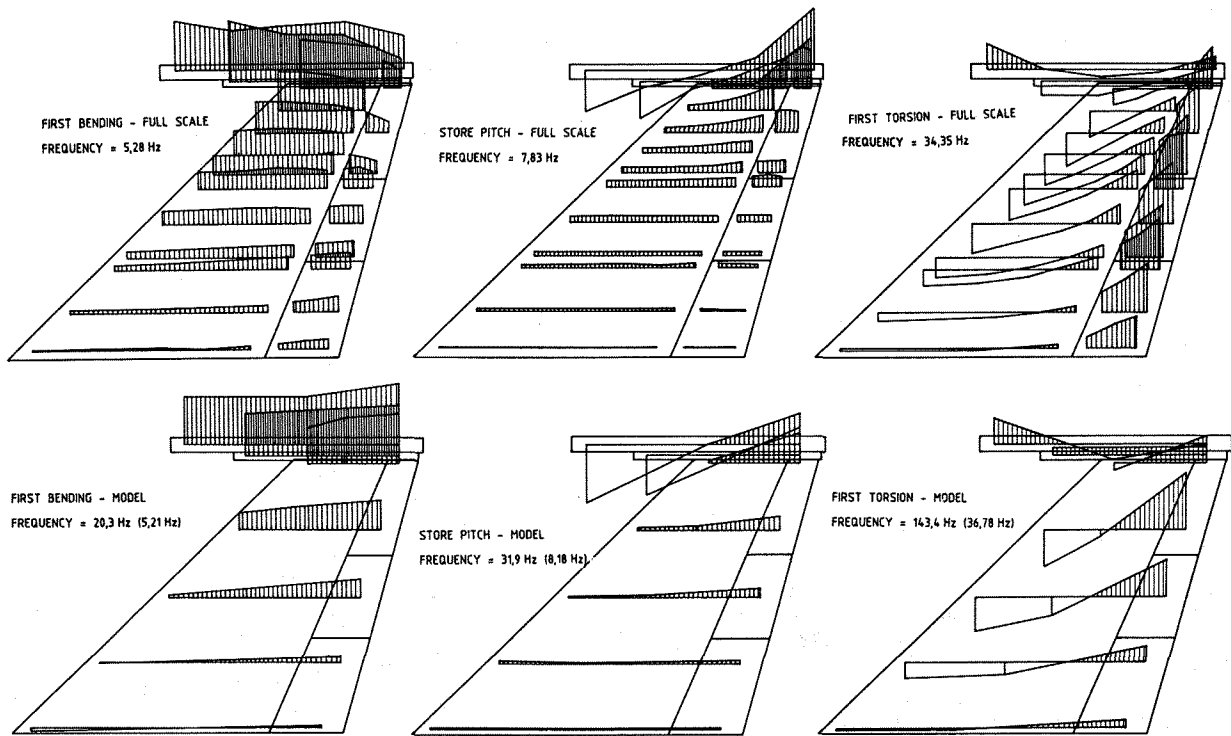 FIRST BENDING - FULL SCALE
FREQUENCY = 5,28 Hz
STORE PITCH - FULL SCALE
FREQUENCY = 7,83 Hz
FIRST TORSION - FULL SCALE
FREQUENCY = 34,35 Hz
FIRST BENDING - MODEL
FREQUENCY = 20,3 Hz (5,21 Hz)
STORE PITCH - MODEL
FREQUENCY = 31,9 Hz (8,18 Hz)
FIRST TORSION - MODEL
FREQUENCY = 143,4 Hz (36,78 Hz)